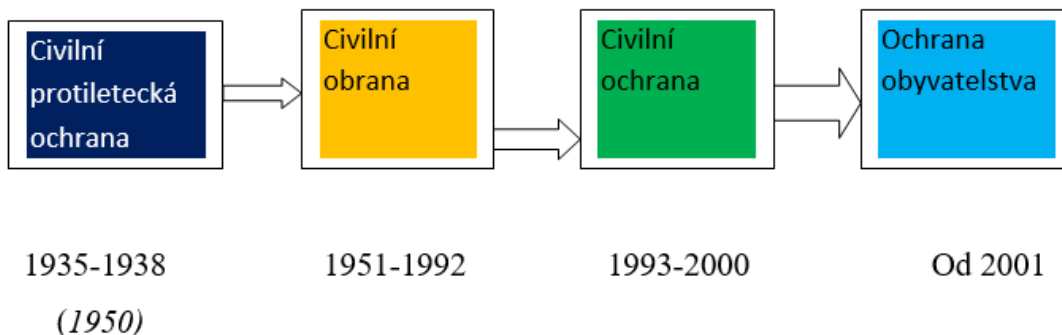 Civilní
protiletecká
ochrana
Civilní
obrana
Civilní
ochrana
Ochrana
obyvatelstva
1935-1938
(1950)
1951-1992
1993-2000
Od 2001